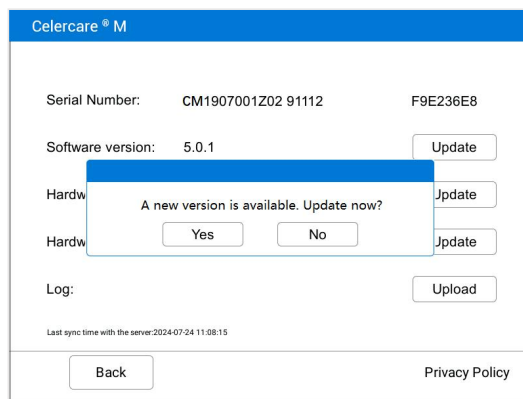 Celercare ® M
Serial Number: CM1907001Z02 91112 F9E236E8
Software version: 5.0.1 Update
Hardw Update
A new version is available. Update now?
Yes No
Hardw Update
Log: Upload
Last sync time with the server:2024-07-24 11:08:15
Back Privacy Policy